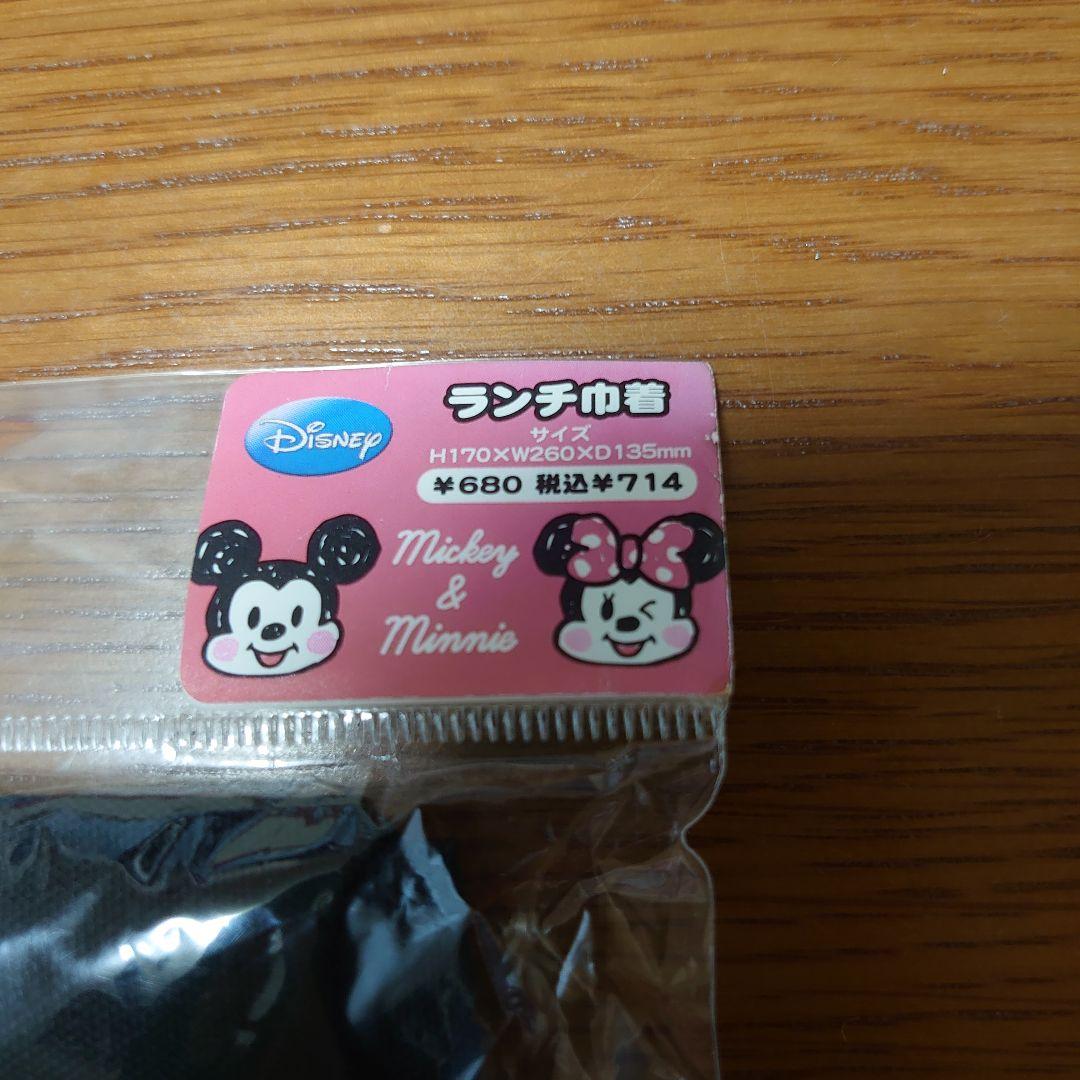 Disney
ランチ巾着
サイズ
H170×W260×D135mm
¥680 税込¥714
Mickey
&
Minnie